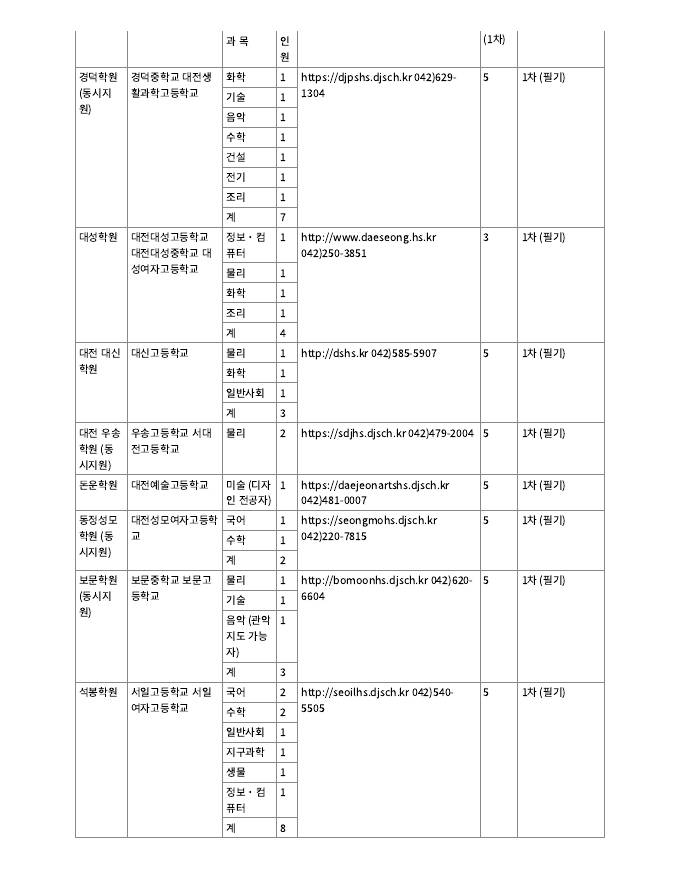 과 목 인 (1차)
원
경덕학원 경덕중학교 대전생 화학 1 https://djpshs.djsch.kr 042)629- 5 1차 (필기)
(동시지 활과학고등학교 기술 1 1304
원) 음악 1
수학 1
건설 1
전기 1
조리 1
계 7
대성학원 대전대성고등학교 정보・컴 1 http://www.daeseong.hs.kr 3 1차 (필기)
대전대성중학교 대 퓨터 042)250-3851
성여자고등학교 물리 1
화학 1
조리 1
계 4
대전 대신 대신고등학교 물리 1 http://dshs.kr 042)585-5907 5 1차 (필기)
학원 화학 1
일반사회 1
계 3
대전 우송 우송고등학교 서대 물리 2 https://sdjhs.djsch.kr 042)479-2004 5 1차 (필기)
학원 (동 전고등학교
시지원)
돈운학원 대전예술고등학교 미술 (디자 1 https://daejeonartshs.djsch.kr 5 1차 (필기)
인 전공자) 042)481-0007
동정성모 대전성모여자고등학 국어 1 https://seongmohs.djsch.kr 5 1차 (필기)
학원 (동 교 수학 1 042)220-7815
시지원) 계 2
보문학원 보문중학교 보문고 물리 1 http://bomoonhs.djsch.kr 042)620- 5 1차 (필기)
(동시지 등학교 기술 1 6604
원) 음악 (관악 1
지도 가능
자)
계 3
석봉학원 서일고등학교 서일 국어 2 http://seoilhs.djsch.kr 042)540- 5 1차 (필기)
여자고등학교 수학 2 5505
일반사회 1
지구과학 1
생물 1
정보・컴 1
퓨터
계 8